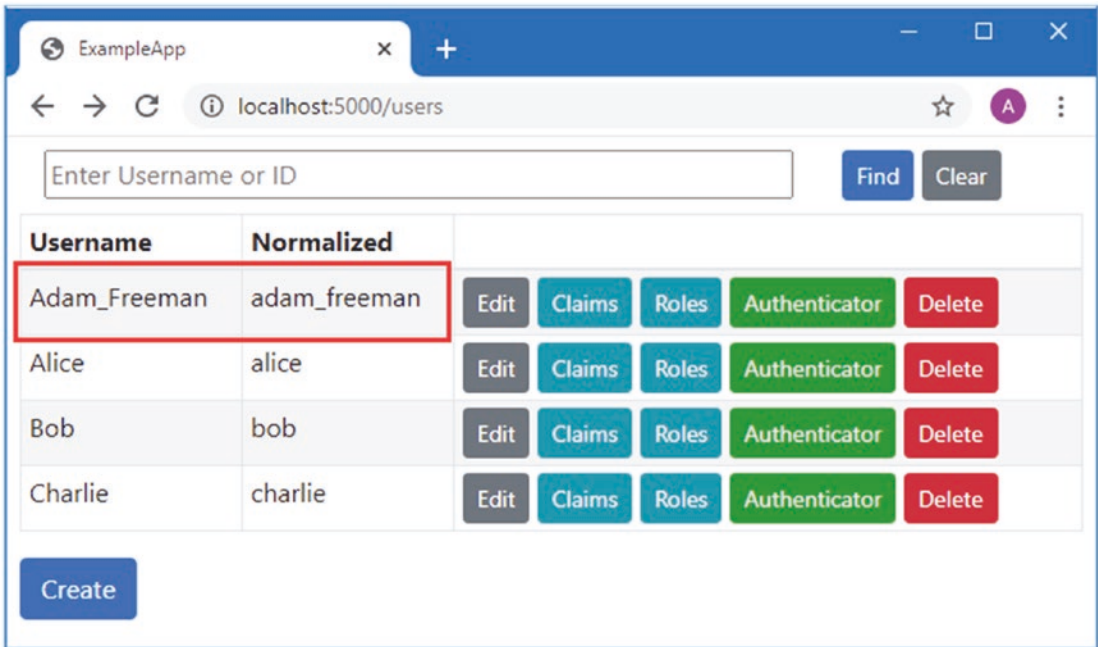 ExampleApp
localhost:5000/users
A
Enter Username or ID Find Clear
Username Normalized
Adam_Freeman adam_freeman Edit Claims Roles Authenticator Delete
Alice alice Edit Claims Roles Authenticator Delete
Bob bob Edit Claims Roles Authenticator Delete
Charlie charlie Edit Claims Roles Authenticator Delete
Create